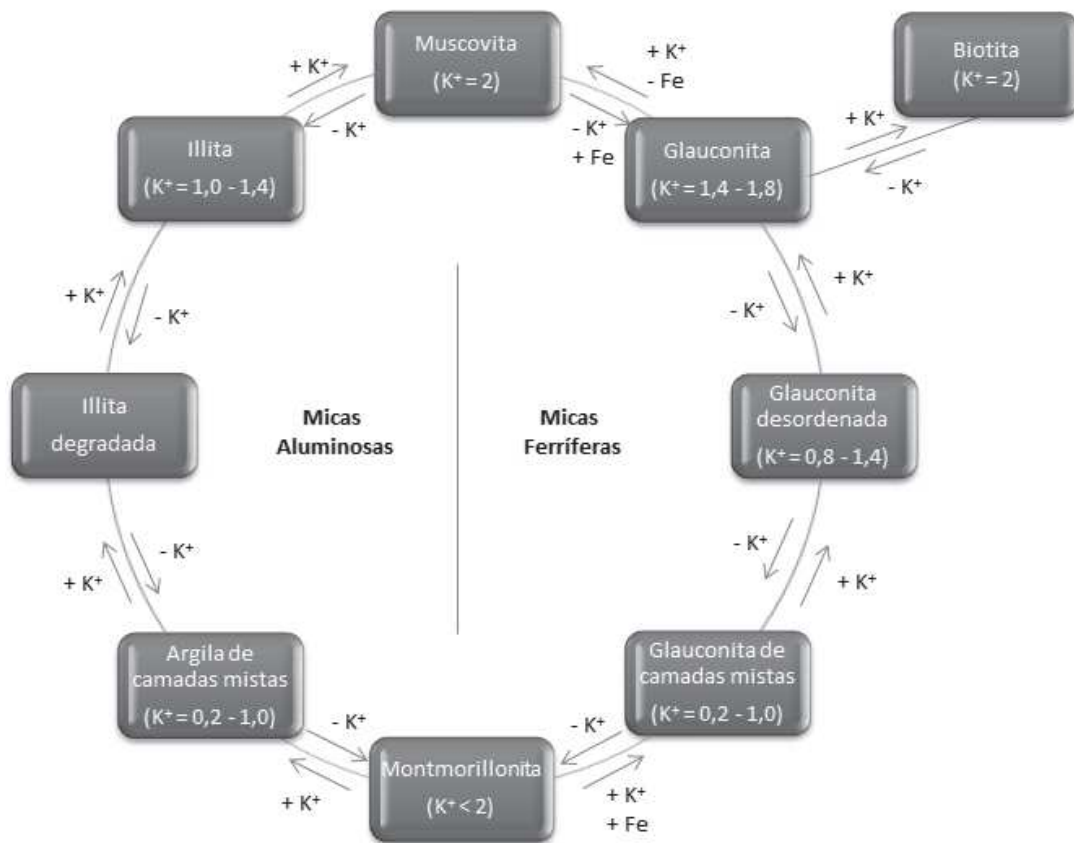 Muscovita
(K⁺ = 2)
Biotita
(K⁺ = 2)
+ K⁺
- K⁺
+ K⁺
- Fe
- K⁺
+ Fe
+ K⁺
- K⁺
Illita
(K⁺ = 1,0 - 1,4)
Glauconita
(K⁺ = 1,4 - 1,8)
+ K⁺
- K⁺
- K⁺
+ K⁺
Illita
degradada
Micas
Aluminosas
Micas
Ferríferas
Glauconita
desordenada
(K⁺ = 0,8 - 1,4)
- K⁺
+ K⁺
- K⁺
+ K⁺
Argila de
camadas mistas
(K⁺ = 0,2 - 1,0)
Glauconita de
camadas mistas
(K⁺ = 0,2 - 1,0)
- K⁺
+ K⁺
- K⁺
+ K⁺
+ Fe
Montmorillonita
(K⁺ < 2)